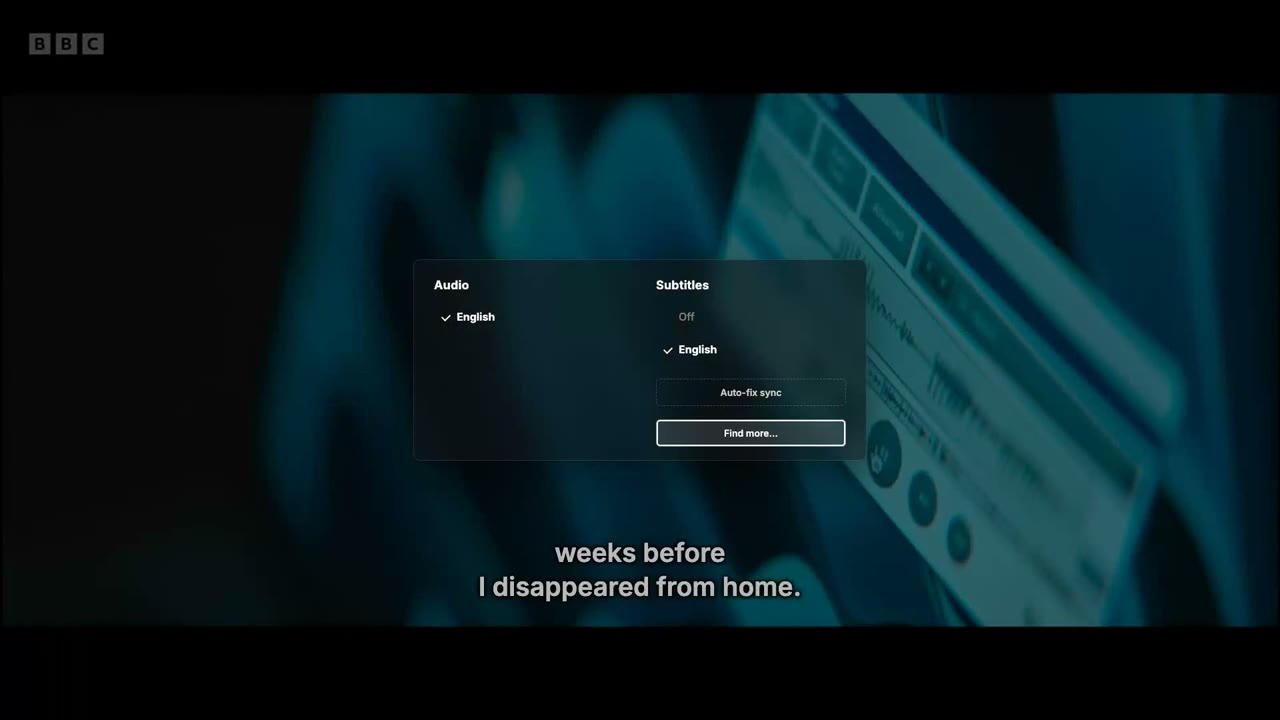 BBC
Audio
Subtitles
English
Off
English
Auto-fix sync
Find more...
weeks before
I disappeared from home.